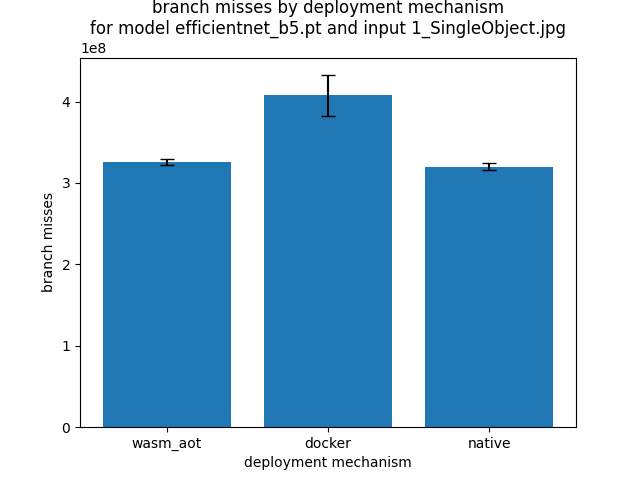 branch misses by deployment mechanism
for model efficientnet_b5.pt and input 1_SingleObject.jpg
1e8
4
3
2
1
0
branch misses
wasm_aot
docker
native
deployment mechanism